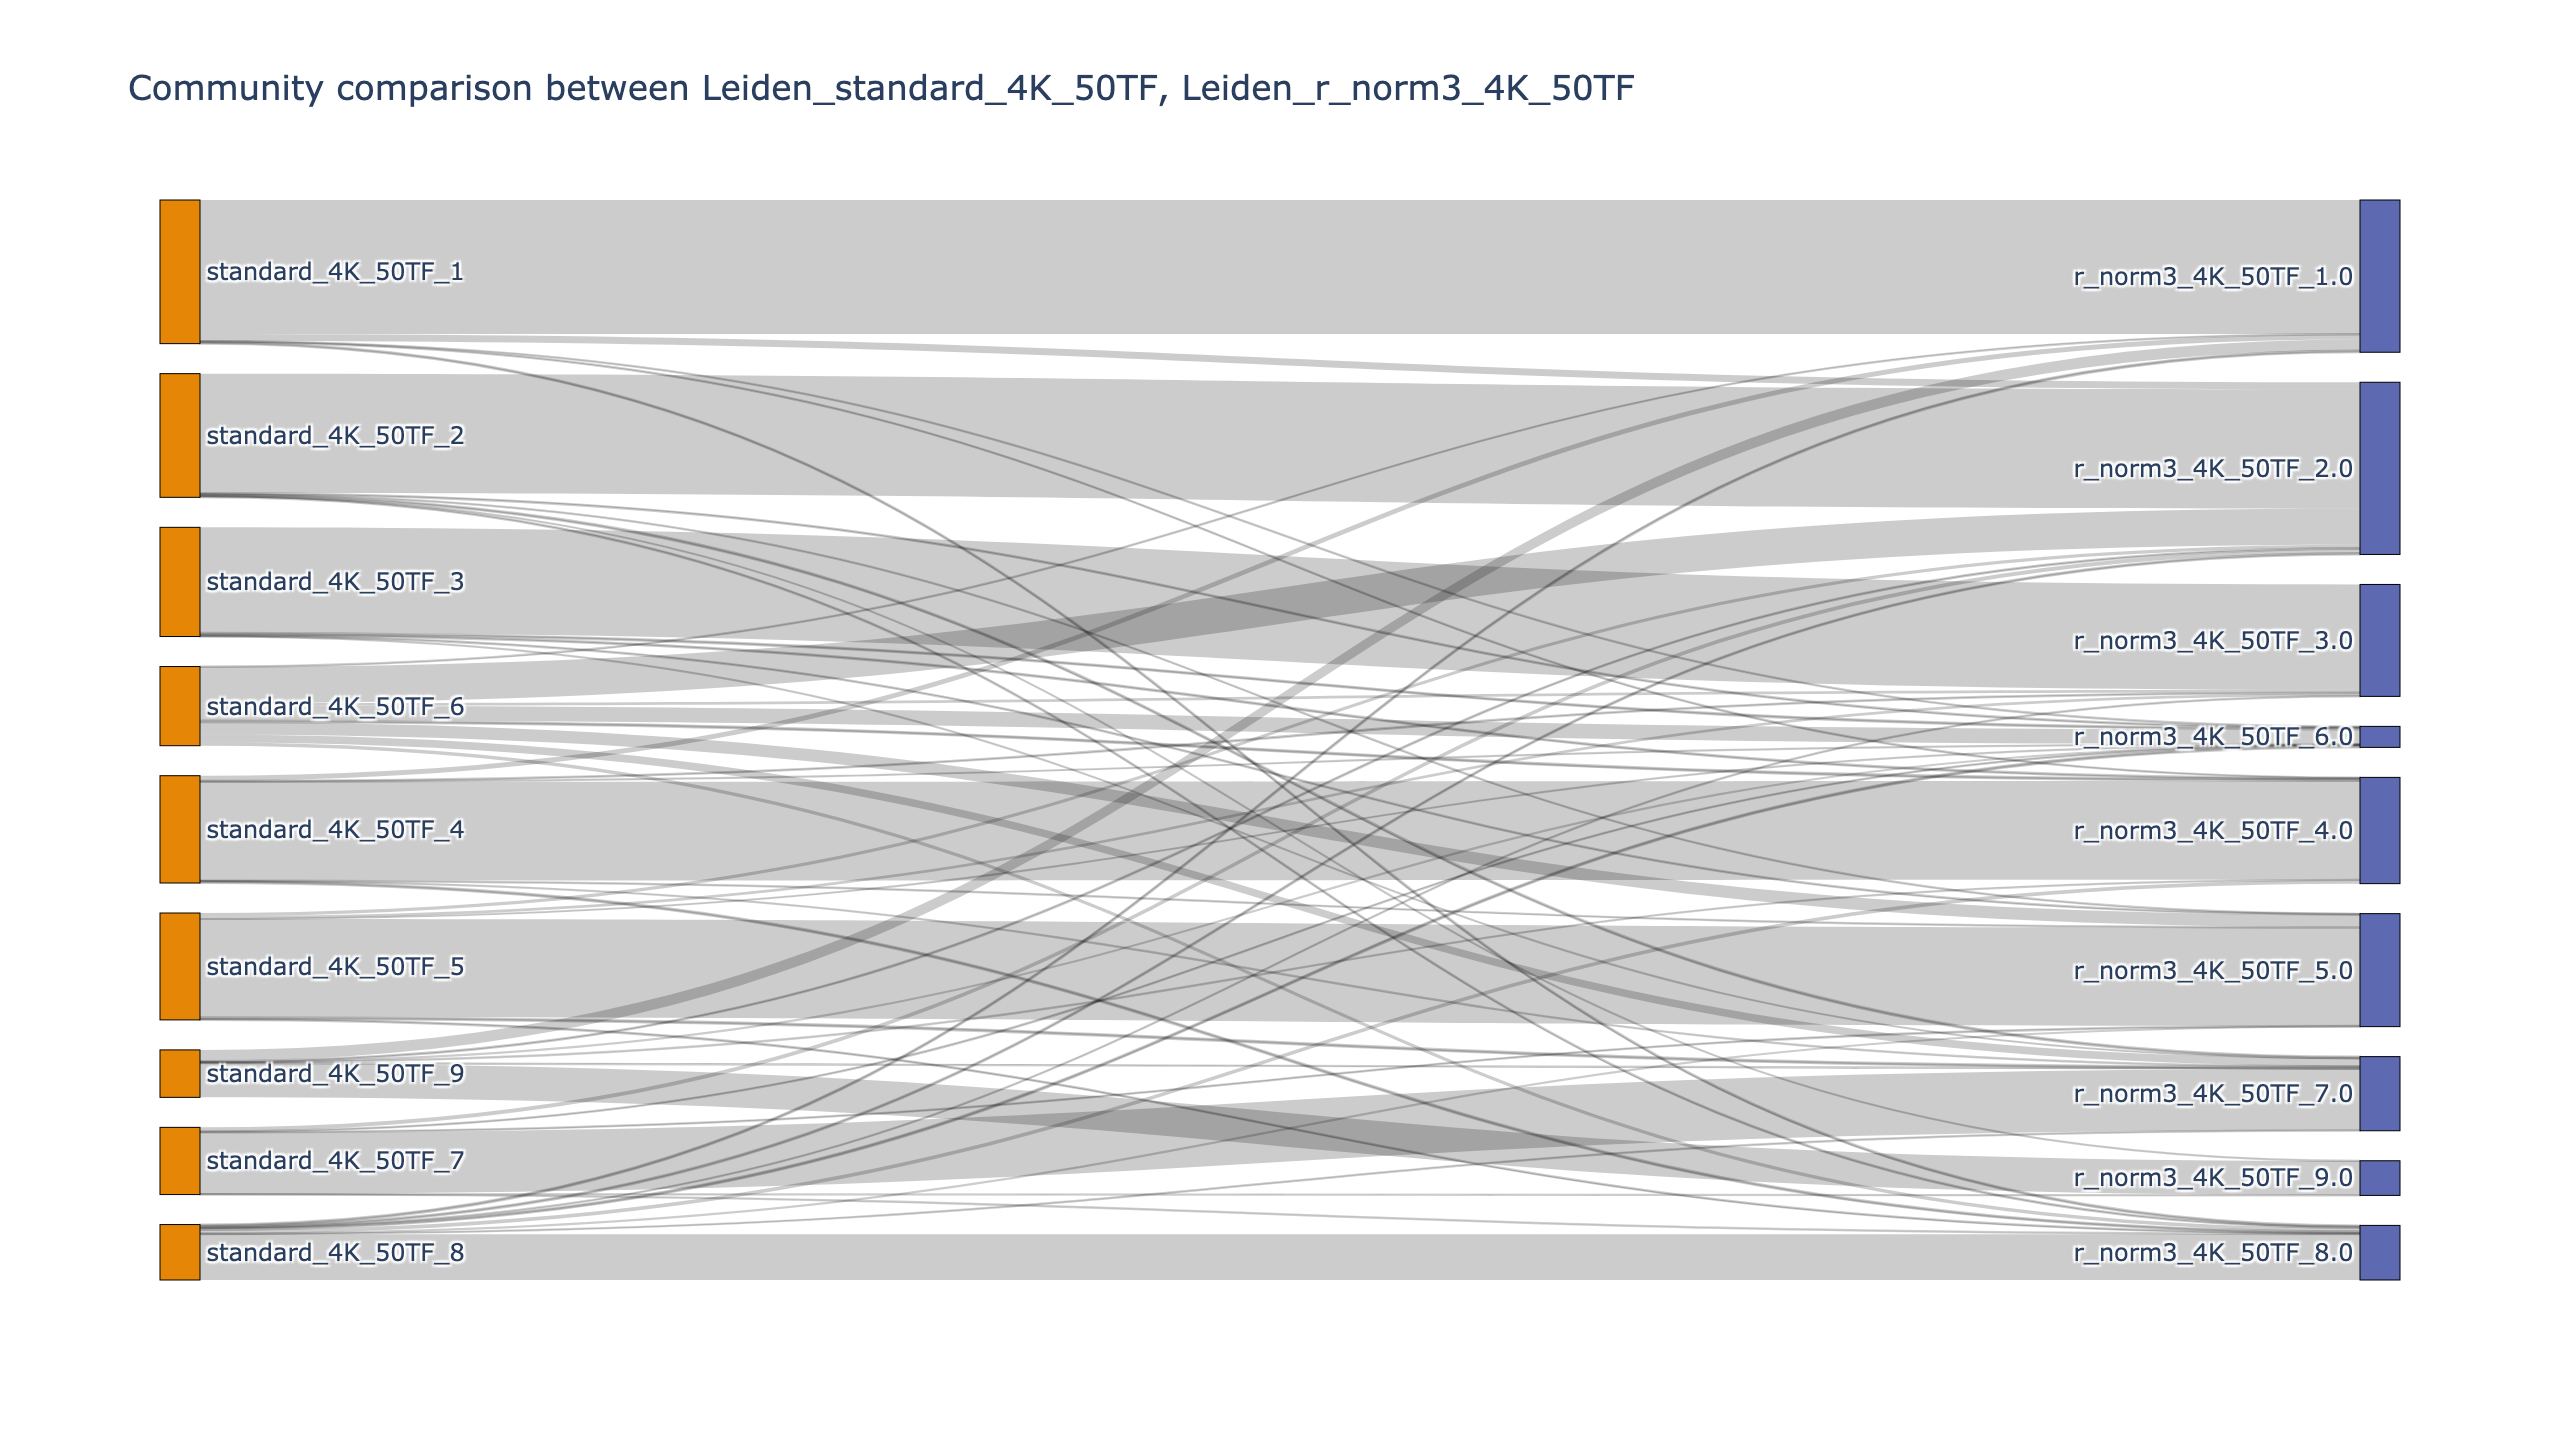 Community comparison between Leiden_standard_4K_50TF, Leiden_r_norm3_4K_50TF
standard_4K_50TF_1
standard_4K_50TF_2
standard_4K_50TF_3
standard_4K_50TF_6
standard_4K_50TF_4
standard_4K_50TF_5
standard_4K_50TF_9
standard_4K_50TF_7
standard_4K_50TF_8
r_norm3_4K_50TF_1.0
r_norm3_4K_50TF_2.0
r_norm3_4K_50TF_3.0
r_norm3_4K_50TF_6.0
r_norm3_4K_50TF_4.0
r_norm3_4K_50TF_5.0
r_norm3_4K_50TF_7.0
r_norm3_4K_50TF_9.0
r_norm3_4K_50TF_8.0